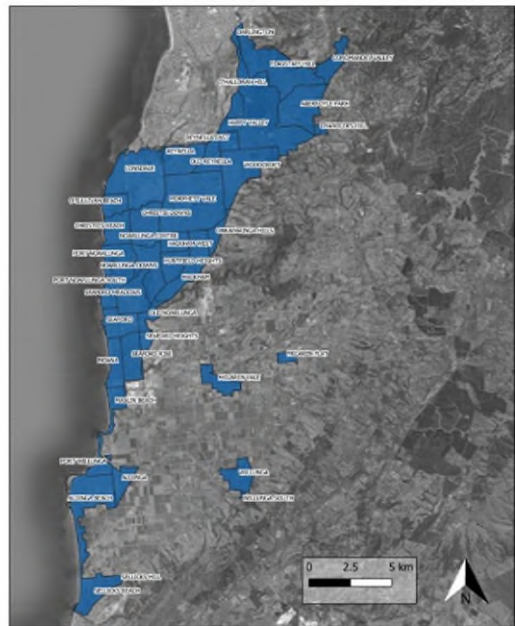 DARLINGTON
FLAGSTAFF HILL
COROMANDEL VALLEY
O'HALLORAN HILL
ABERFOYLE PARK
HAPPY VALLEY
CHANDLERS HILL
REYNELLA EAST
REYNELLA
OLD REYNELLA
WOODCROFT
LONSDALE
O'SULLIVAN BEACH
MORPHETT VALE
CHRISTIE DOWNS
CHRISTIES BEACH
ONKAPARINGA HILLS
NOARLUNGA CENTRE
HACKHAM WEST
PORT NOARLUNGA
HUNTFIELD HEIGHTS
NOARLUNGA DOWNS
HACKHAM
PORT NOARLUNGA SOUTH
SEAFORD MEADOWS
OLD NOARLUNGA
SEAFORD
SEAFORD HEIGHTS
SEAFORD RISE
MOANA
MCLAREN FLAT
MCLAREN VALE
MASLIN BEACH
PORT WILLUNGA
ALDINGA
WILLUNGA
ALDINGA BEACH
WILLUNGA SOUTH
SELLICKS HILL
SELLICKS BEACH
0 2.5 5 km
N